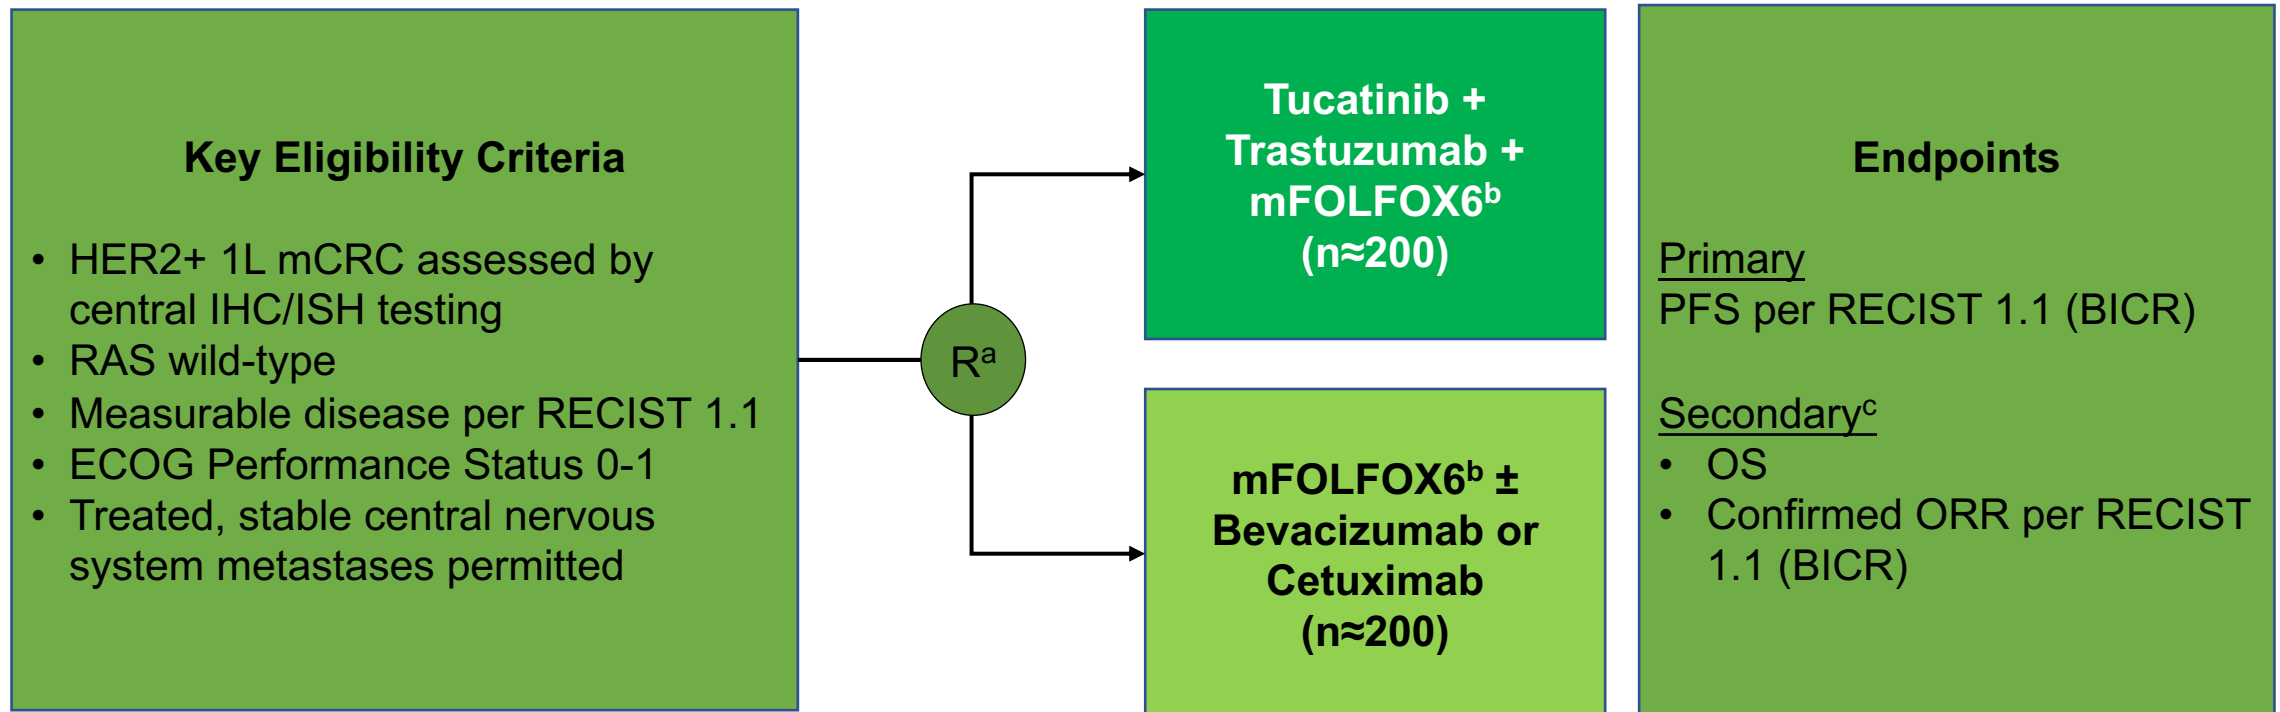 Key Eligibility Criteria
• HER2+ 1L mCRC assessed by
central IHC/ISH testing
• RAS wild-type
• Measurable disease per RECIST 1.1
• ECOG Performance Status 0-1
• Treated, stable central nervous
system metastases permitted
Rᵃ
Tucatinib +
Trastuzumab +
mFOLFOX6ᵇ
(n≈200)
mFOLFOX6ᵇ ±
Bevacizumab or
Cetuximab
(n≈200)
Endpoints
Primary
PFS per RECIST 1.1 (BICR)
Secondaryᶜ
• OS
• Confirmed ORR per RECIST
1.1 (BICR)